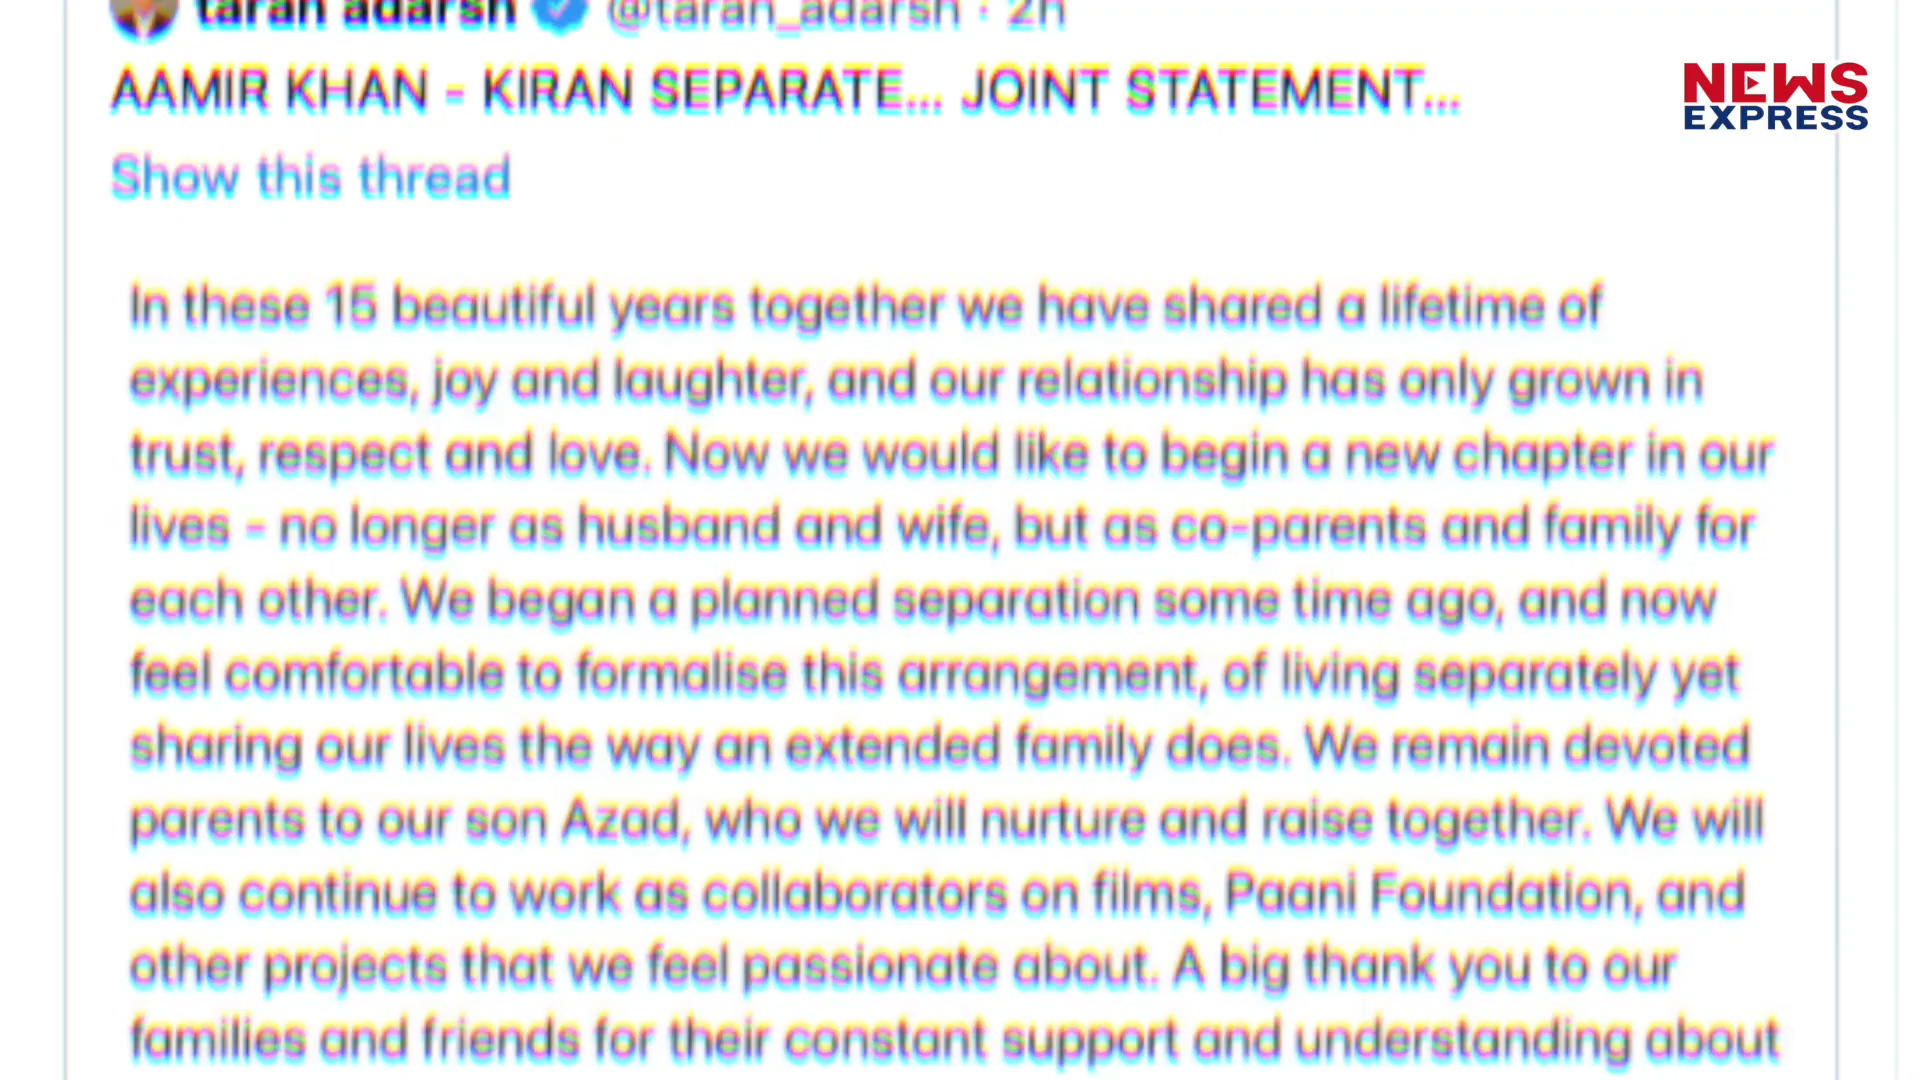 taran adarsh @taran_adarsh · 2h
AAMIR KHAN - KIRAN SEPARATE... JOINT STATEMENT...
NEWS
EXPRESS
Show this thread
In these 15 beautiful years together we have shared a lifetime of
experiences, joy and laughter, and our relationship has only grown in
trust, respect and love. Now we would like to begin a new chapter in our
lives - no longer as husband and wife, but as co-parents and family for
each other. We began a planned separation some time ago, and now
feel comfortable to formalise this arrangement, of living separately yet
sharing our lives the way an extended family does. We remain devoted
parents to our son Azad, who we will nurture and raise together. We will
also continue to work as collaborators on films, Paani Foundation, and
other projects that we feel passionate about. A big thank you to our
families and friends for their constant support and understanding about